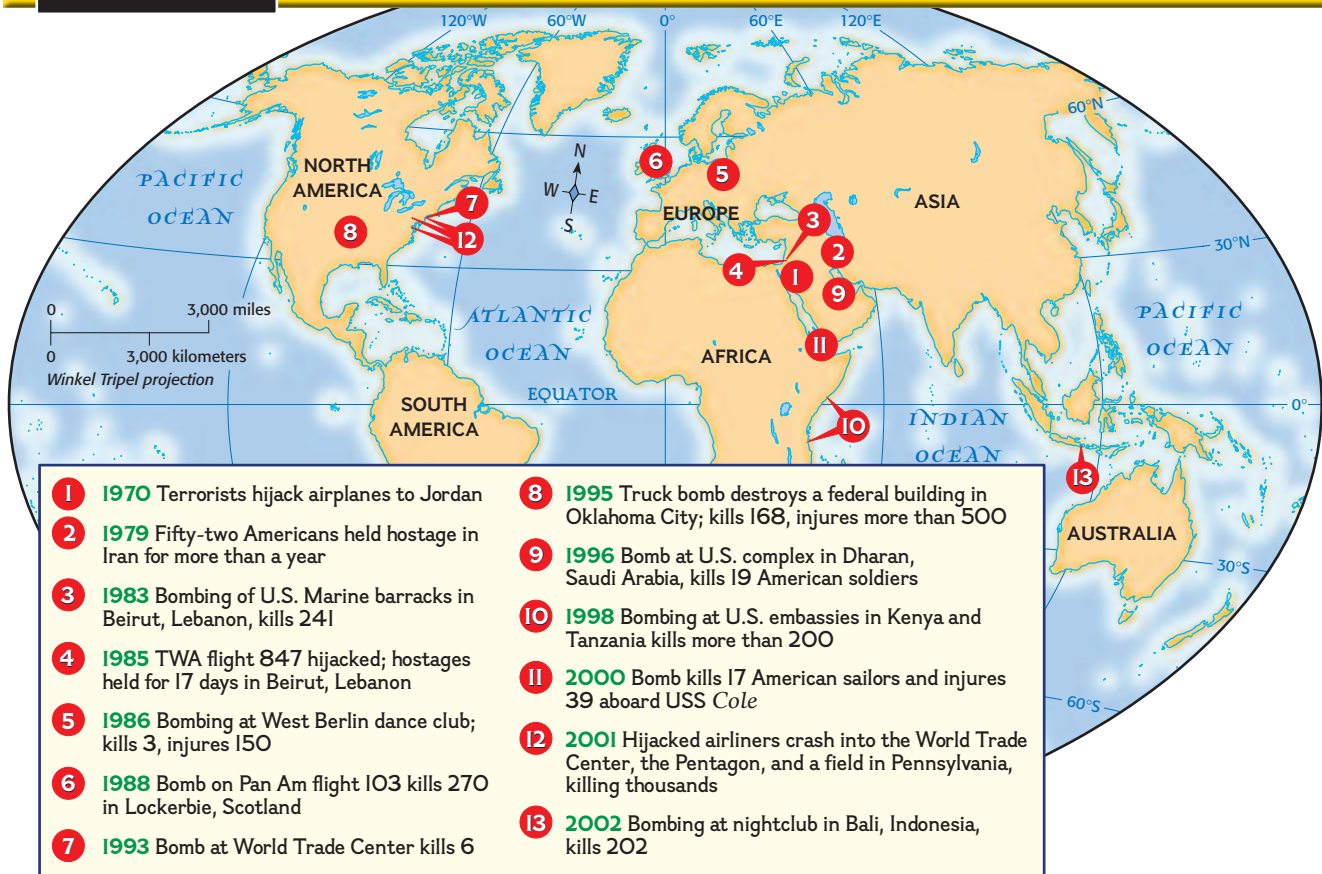 120°W 60°W 0° 60°E 120°E
60°N
NORTH
AMERICA
PACIFIC
OCEAN
N
W E
S
6
5
EUROPE
ASIA
7
12
8
3
2
4
1
9
30°N
0 3,000 miles
0 3,000 kilometers
Winkel Tripel projection
ATLANTIC
OCEAN
AFRICA
11
PACIFIC
OCEAN
EQUATOR
SOUTH
AMERICA
10
INDIAN
OCEAN
0°
13
AUSTRALIA
30°S
60°S
1 1970 Terrorists hijack airplanes to Jordan
2 1979 Fifty-two Americans held hostage in
Iran for more than a year
3 1983 Bombing of U.S. Marine barracks in
Beirut, Lebanon, kills 241
4 1985 TWA flight 847 hijacked; hostages
held for 17 days in Beirut, Lebanon
5 1986 Bombing at West Berlin dance club;
kills 3, injures 150
6 1988 Bomb on Pan Am flight 103 kills 270
in Lockerbie, Scotland
7 1993 Bomb at World Trade Center kills 6
8 1995 Truck bomb destroys a federal building in
Oklahoma City; kills 168, injures more than 500
9 1996 Bomb at U.S. complex in Dharan,
Saudi Arabia, kills 19 American soldiers
10 1998 Bombing at U.S. embassies in Kenya and
Tanzania kills more than 200
11 2000 Bomb kills 17 American sailors and injures
39 aboard USS Cole
12 2001 Hijacked airliners crash into the World Trade
Center, the Pentagon, and a field in Pennsylvania,
killing thousands
13 2002 Bombing at nightclub in Bali, Indonesia,
kills 202